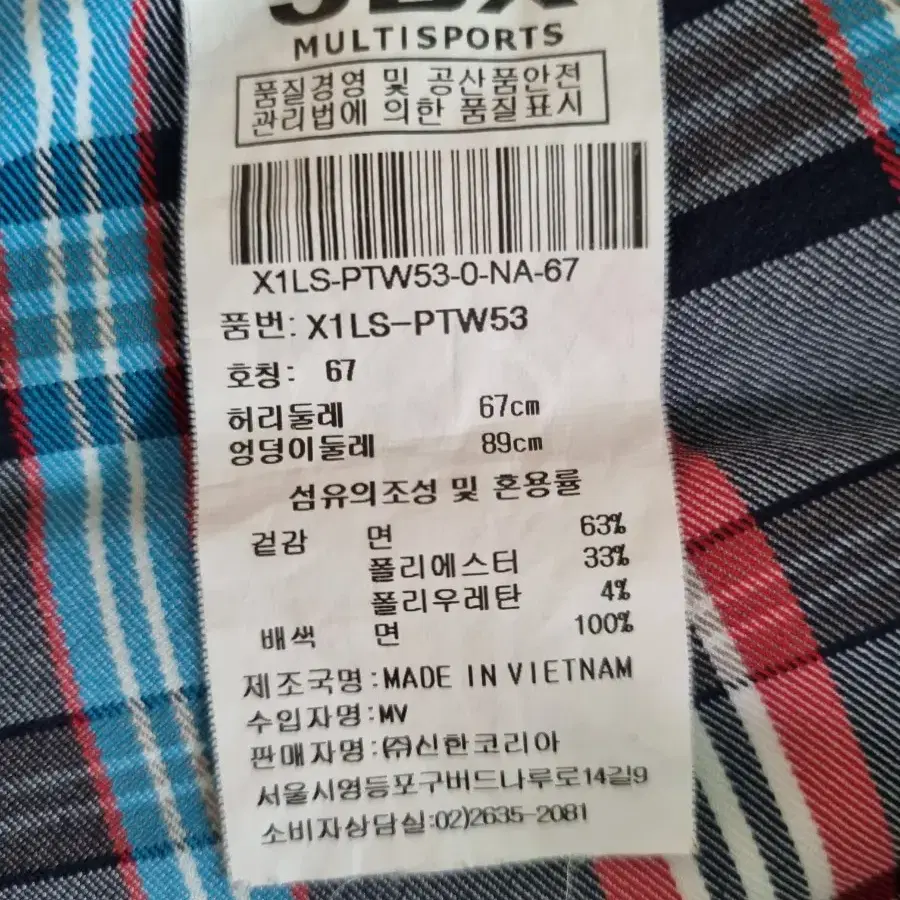 MULTISPORTS
품질경영 및 공산품안전
관리법에 의한 품질표시
X1LS-PTW53-0-NA-67
품번: X1LS-PTW53
호칭: 67
허리둘레 67cm
엉덩이둘레 89cm
섬유의조성 및 혼용률
겉감 면 63%
폴리에스터 33%
폴리우레탄 4%
배색 면 100%
제조국명:MADE IN VIETNAM
수입자명:MV
판매자명:(주)신한코리아
서울시영등포구버드나루로14길9
소비자상담실:02)2635-2081